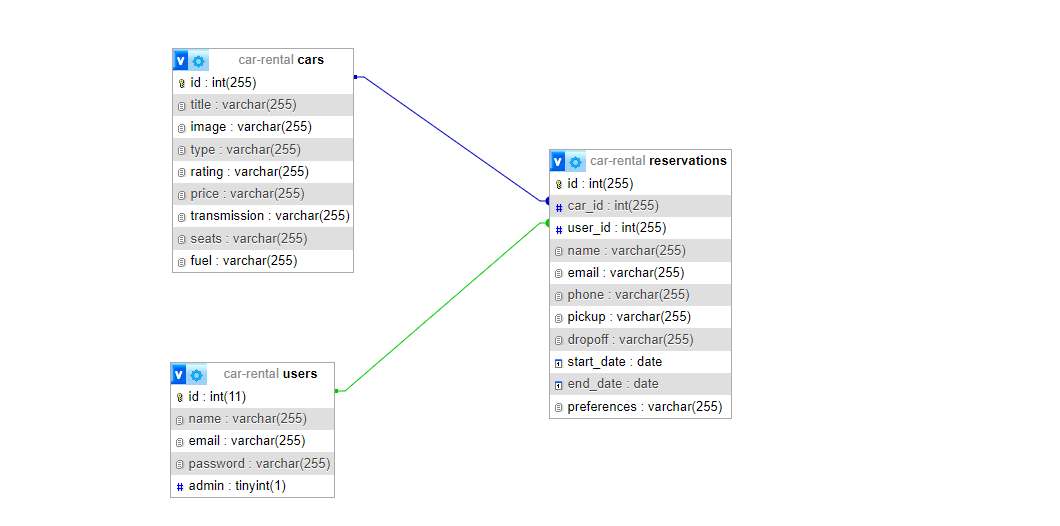 v car-rental cars
id : int(255)
title : varchar(255)
image : varchar(255)
type : varchar(255)
rating : varchar(255)
price : varchar(255)
transmission : varchar(255)
seats : varchar(255)
fuel : varchar(255)
v car-rental reservations
id : int(255)
# car_id : int(255)
# user_id : int(255)
name : varchar(255)
email : varchar(255)
phone : varchar(255)
pickup : varchar(255)
dropoff : varchar(255)
start_date : date
end_date : date
preferences : varchar(255)
v car-rental users
id : int(11)
name : varchar(255)
email : varchar(255)
password : varchar(255)
# admin : tinyint(1)